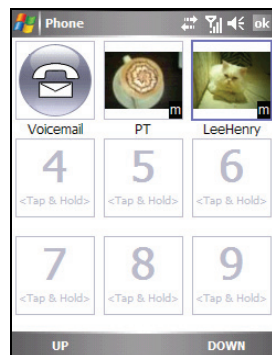 Phone ok
m m
Voicemail PT LeeHenry
4 5 6
<Tap & Hold> <Tap & Hold> <Tap & Hold>
7 8 9
<Tap & Hold> <Tap & Hold> <Tap & Hold>
UP DOWN